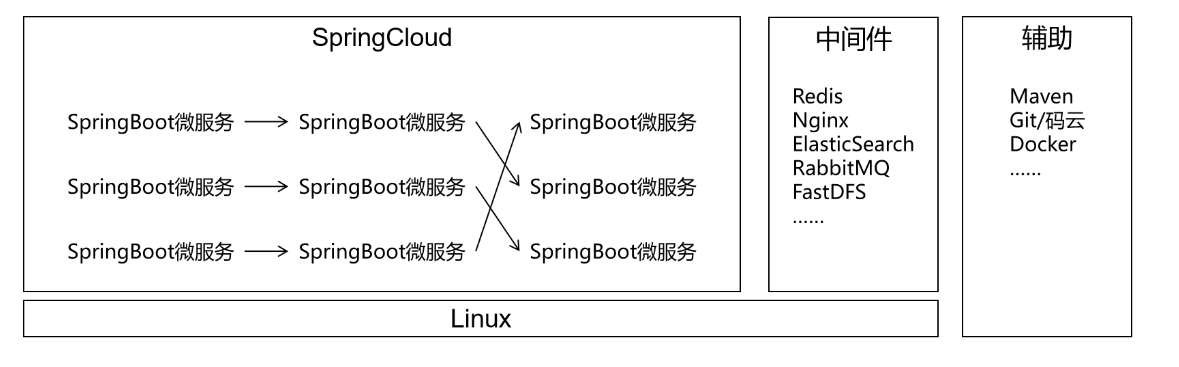 SpringCloud
SpringBoot微服务 SpringBoot微服务 SpringBoot微服务
SpringBoot微服务 SpringBoot微服务 SpringBoot微服务
SpringBoot微服务 SpringBoot微服务 SpringBoot微服务
中间件
Redis
Nginx
ElasticSearch
RabbitMQ
FastDFS
......
辅助
Maven
Git/码云
Docker
......
Linux